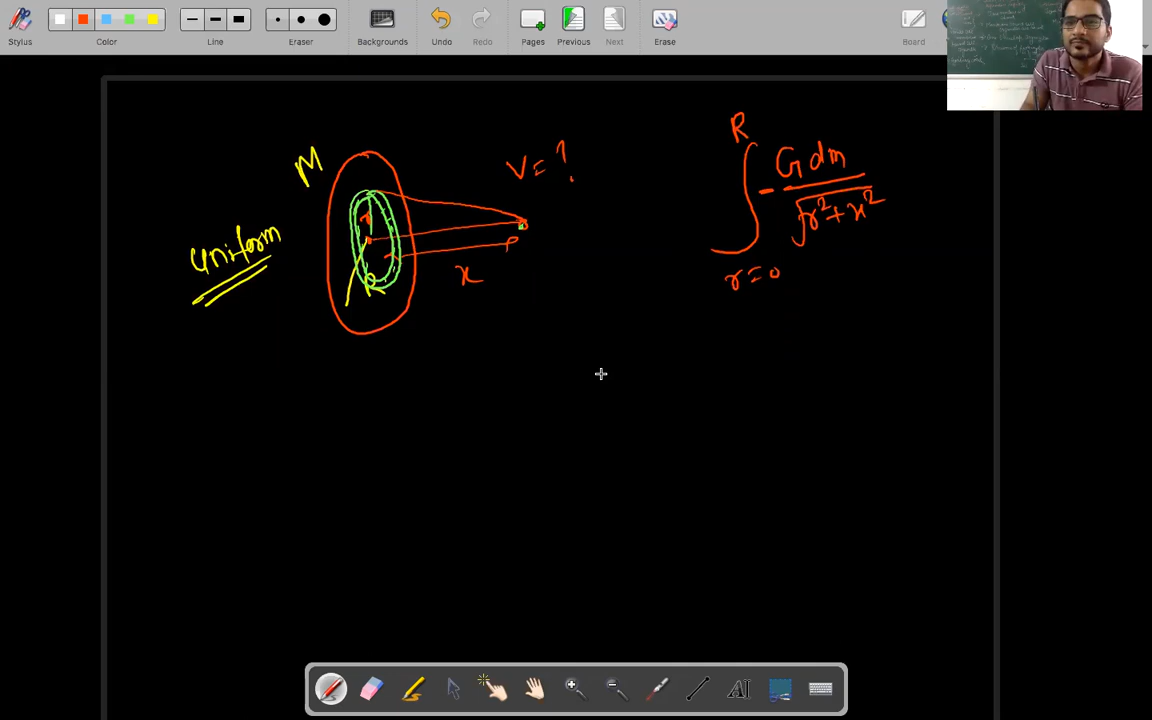 Stylus
Color
Line
Eraser
Backgrounds
Undo
Redo
Pages
Previous
Next
Erase
Board
M
V = ?
uniform
r
R
x
P
R
∫ - G dm / √r²+x²
r=0